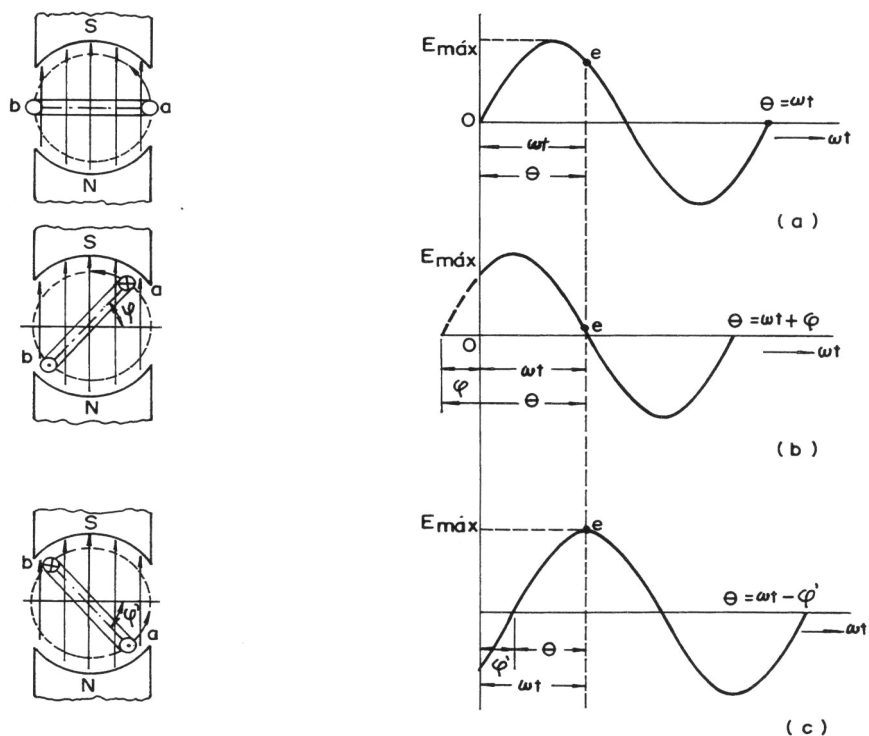 S
b a
N
Emáx e
O θ = ωt
ωt
ωt
θ
(a)
S
a
φ
b
N
Emáx
e θ = ωt + φ
O ωt
φ ωt
θ
(b)
S
b
φ'
a
N
Emáx e
θ = ωt - φ'
ωt
φ' θ
ωt
(c)